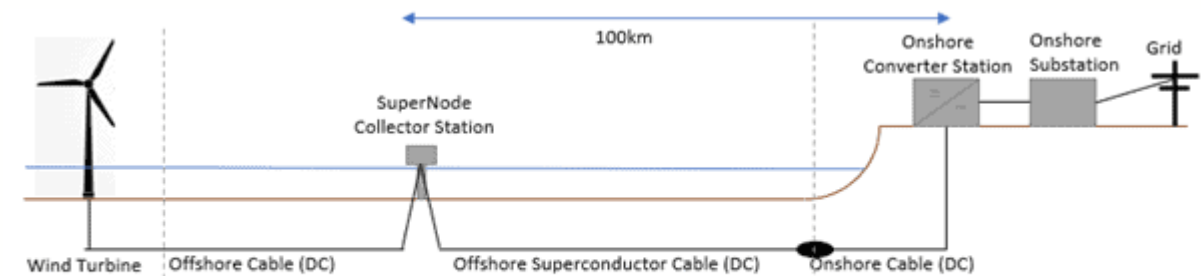 100km
Onshore
Converter Station
Onshore
Substation
Grid
SuperNode
Collector Station
Wind Turbine
Offshore Cable (DC)
Offshore Superconductor Cable (DC)
Onshore Cable (DC)